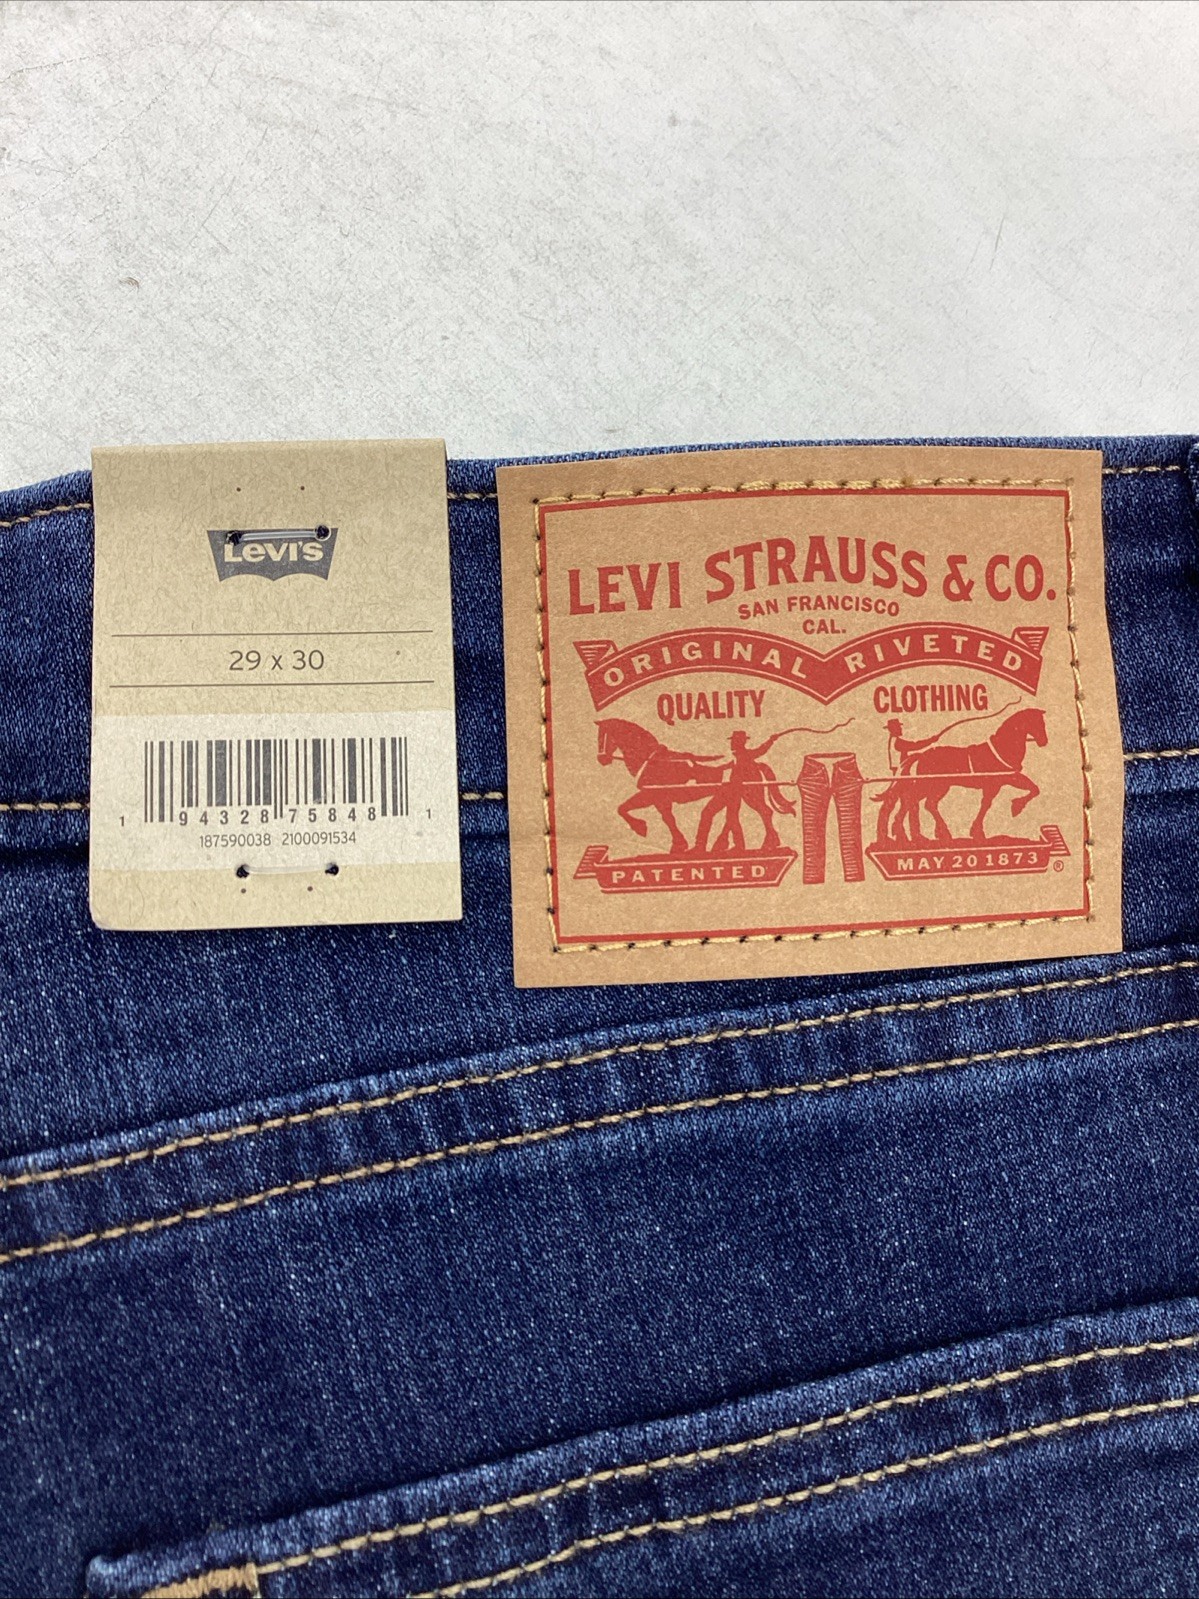 Levi's
29 x 30
1 94328 75848 1
187590038 2100091534
LEVI STRAUSS & CO.
SAN FRANCISCO
CAL.
ORIGINAL RIVETED
QUALITY CLOTHING
PATENTED MAY 20 1873 ®